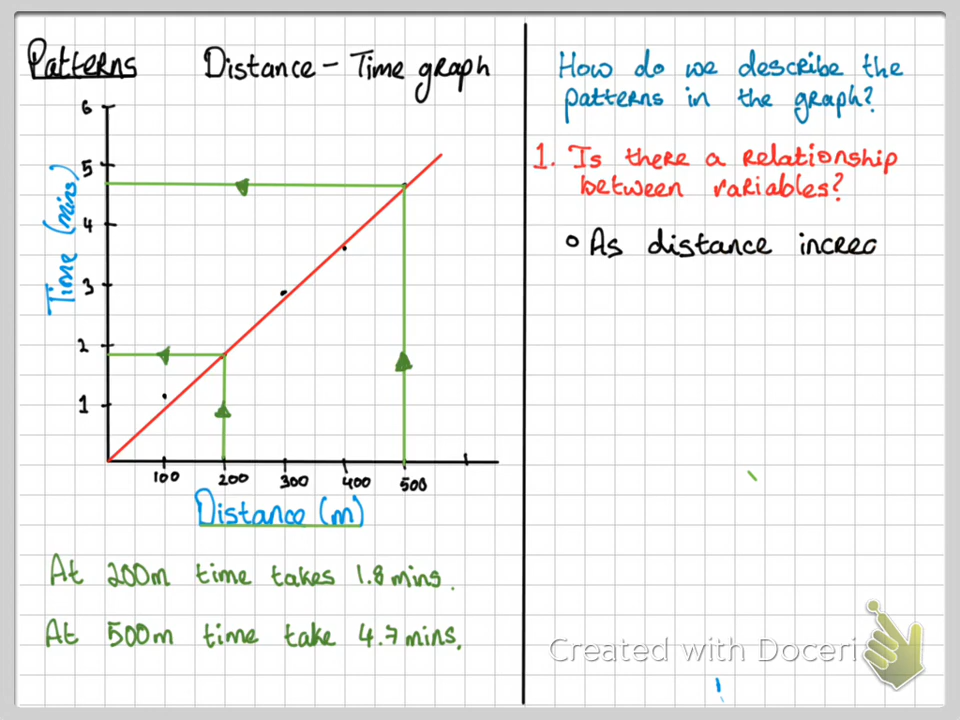 Patterns
Distance - Time graph
6
5
4
3
2
1
Time (mins)
100 200 300 400 500
Distance (m)
At 200m time takes 1.8 mins.
At 500m time take 4.7 mins.
How do we describe the
patterns in the graph?
1. Is there a relationship
between variables?
As distance increa
Created with Doceri